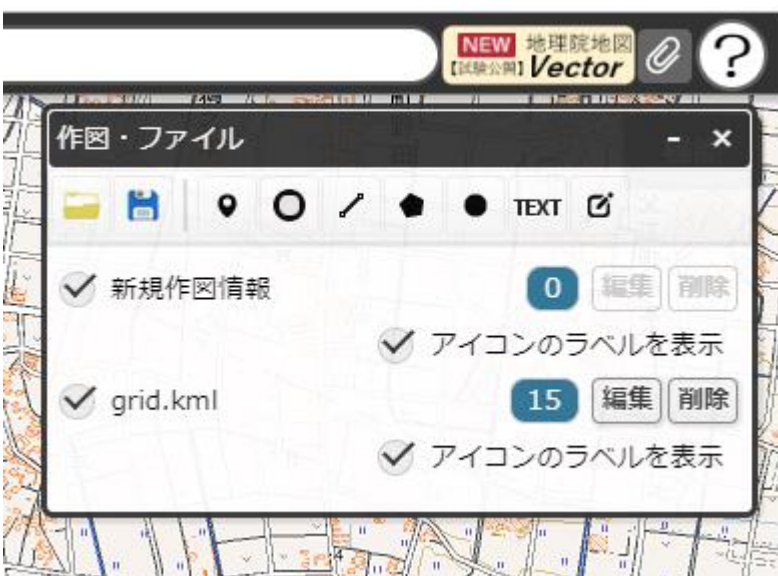 NEW 地理院地図
【試験公開】Vector
?
作図・ファイル
TEXT
新規作図情報 0 編集 削除
アイコンのラベルを表示
grid.kml 15 編集 削除
アイコンのラベルを表示